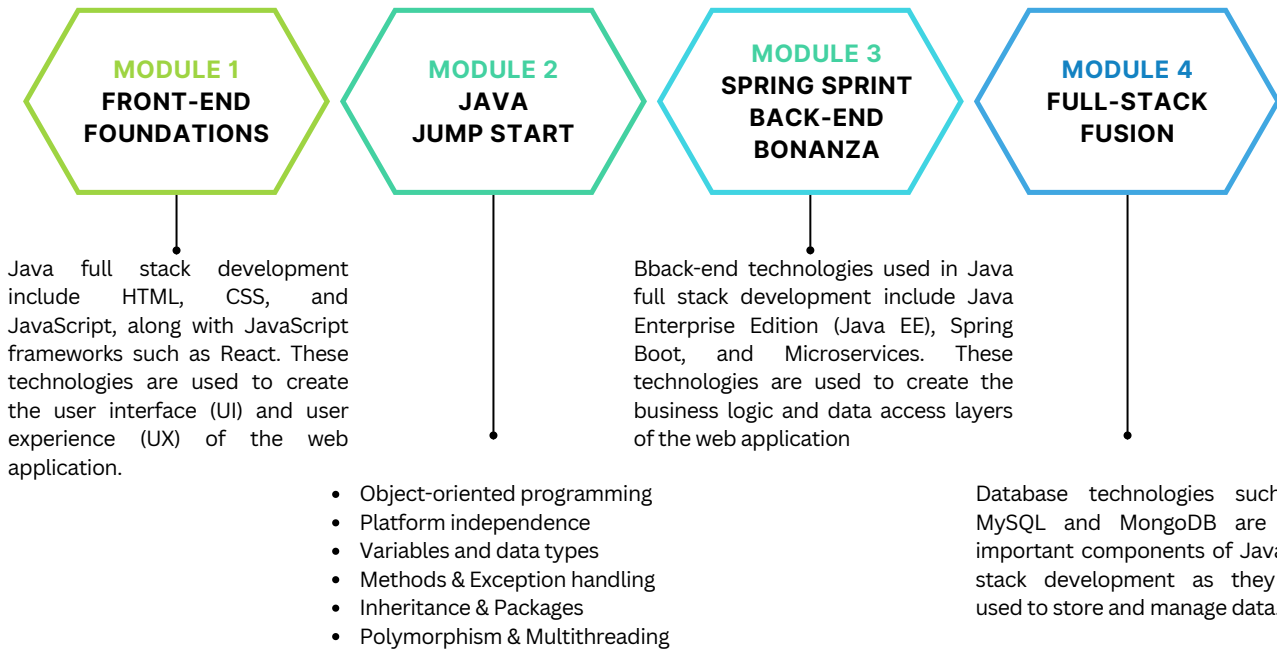 MODULE 1
FRONT-END
FOUNDATIONS
Java full stack development
include HTML, CSS, and
JavaScript, along with JavaScript
frameworks such as React. These
technologies are used to create
the user interface (UI) and user
experience (UX) of the web
application.
MODULE 2
JAVA
JUMP START
• Object-oriented programming
• Platform independence
• Variables and data types
• Methods & Exception handling
• Inheritance & Packages
• Polymorphism & Multithreading
MODULE 3
SPRING SPRINT
BACK-END
BONANZA
Bback-end technologies used in Java
full stack development include Java
Enterprise Edition (Java EE), Spring
Boot, and Microservices. These
technologies are used to create the
business logic and data access layers
of the web application
MODULE 4
FULL-STACK
FUSION
Database technologies such
MySQL and MongoDB are
important components of Java
stack development as they
used to store and manage data.